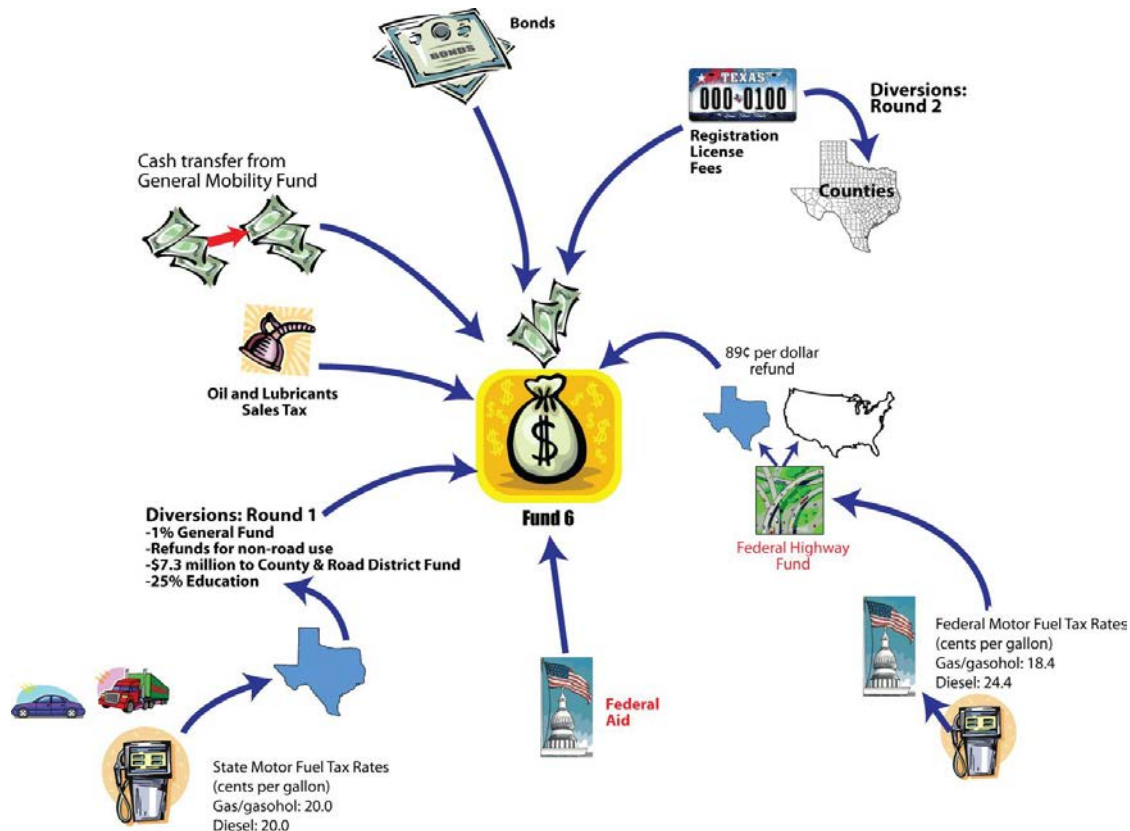 Bonds
BONDS
TEXAS
000 0100
Registration
License
Fees
Diversions:
Round 2
Counties
Cash transfer from
General Mobility Fund
Oil and Lubricants
Sales Tax
89¢ per dollar
refund
$
Fund 6
Diversions: Round 1
-1% General Fund
-Refunds for non-road use
-$7.3 million to County & Road District Fund
-25% Education
Federal Highway
Fund
Federal
Aid
Federal Motor Fuel Tax Rates
(cents per gallon)
Gas/gasohol: 18.4
Diesel: 24.4
State Motor Fuel Tax Rates
(cents per gallon)
Gas/gasohol: 20.0
Diesel: 20.0